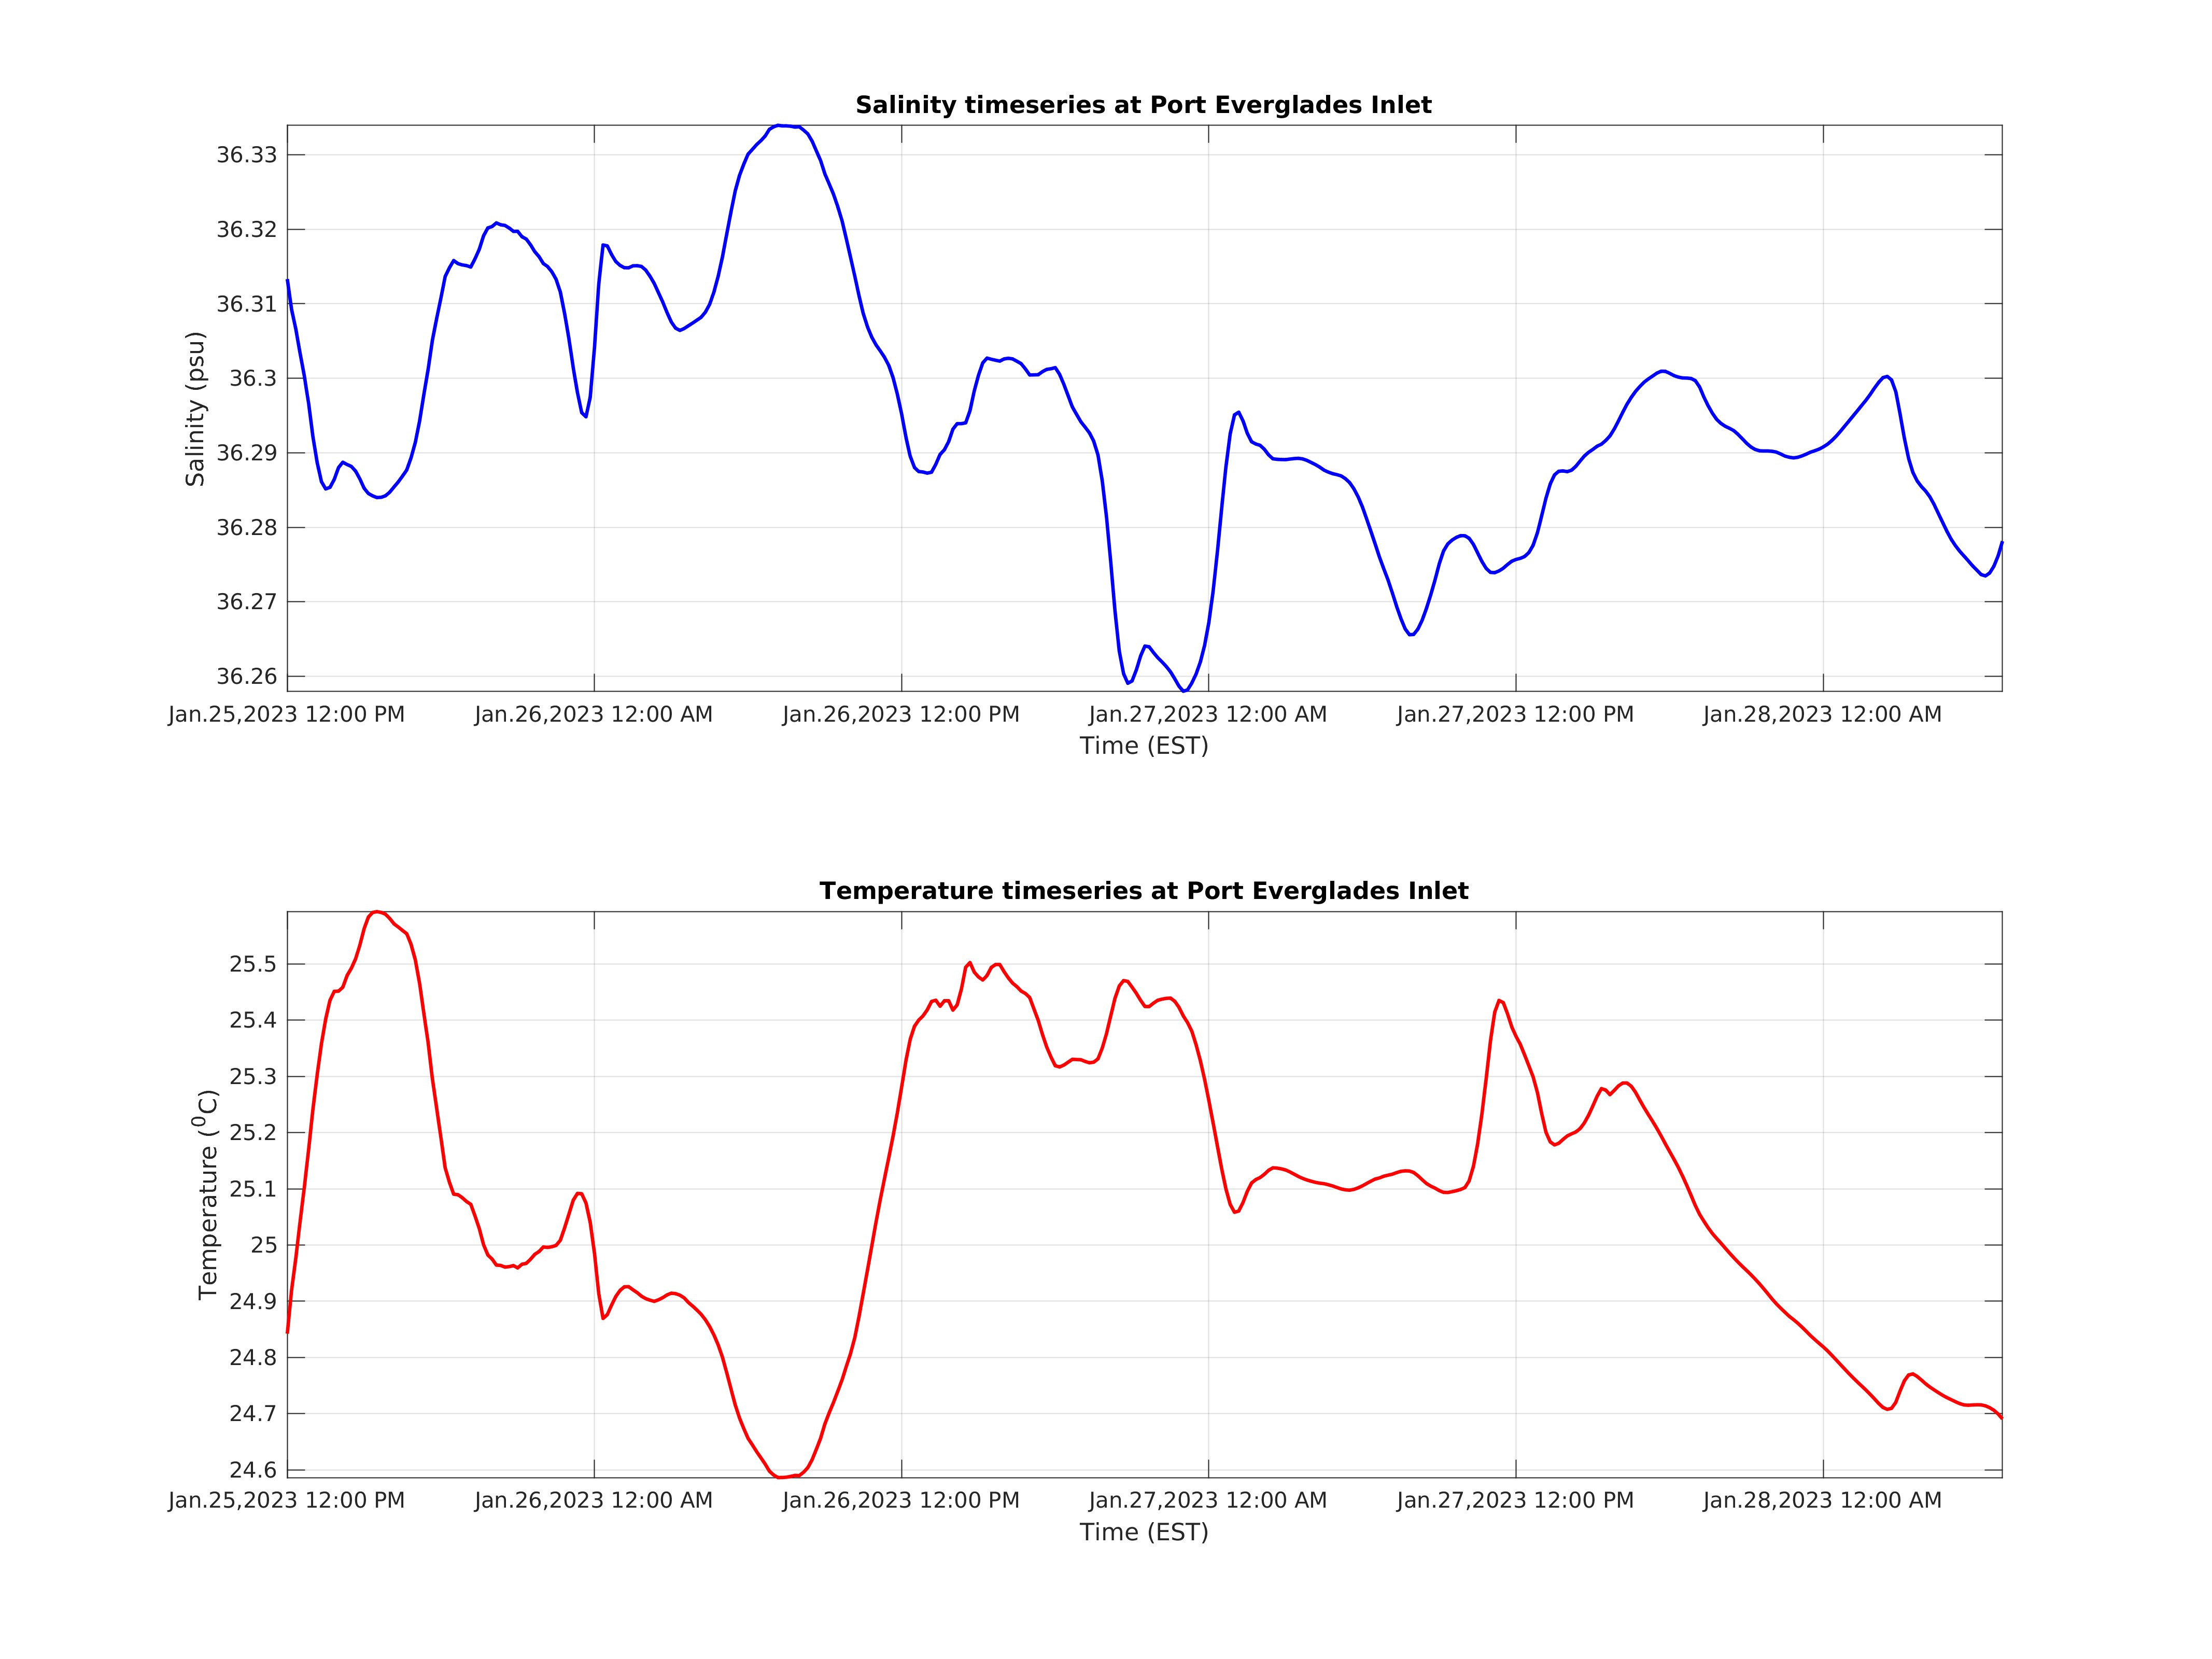 Salinity timeseries at Port Everglades Inlet
36.33
36.32
36.31
36.3
36.29
36.28
36.27
36.26
Salinity (psu)
Jan.25,2023 12:00 PM Jan.26,2023 12:00 AM Jan.26,2023 12:00 PM Jan.27,2023 12:00 AM Jan.27,2023 12:00 PM Jan.28,2023 12:00 AM
Time (EST)
Temperature timeseries at Port Everglades Inlet
25.5
25.4
25.3
25.2
25.1
25
24.9
24.8
24.7
24.6
Temperature (⁰C)
Jan.25,2023 12:00 PM Jan.26,2023 12:00 AM Jan.26,2023 12:00 PM Jan.27,2023 12:00 AM Jan.27,2023 12:00 PM Jan.28,2023 12:00 AM
Time (EST)